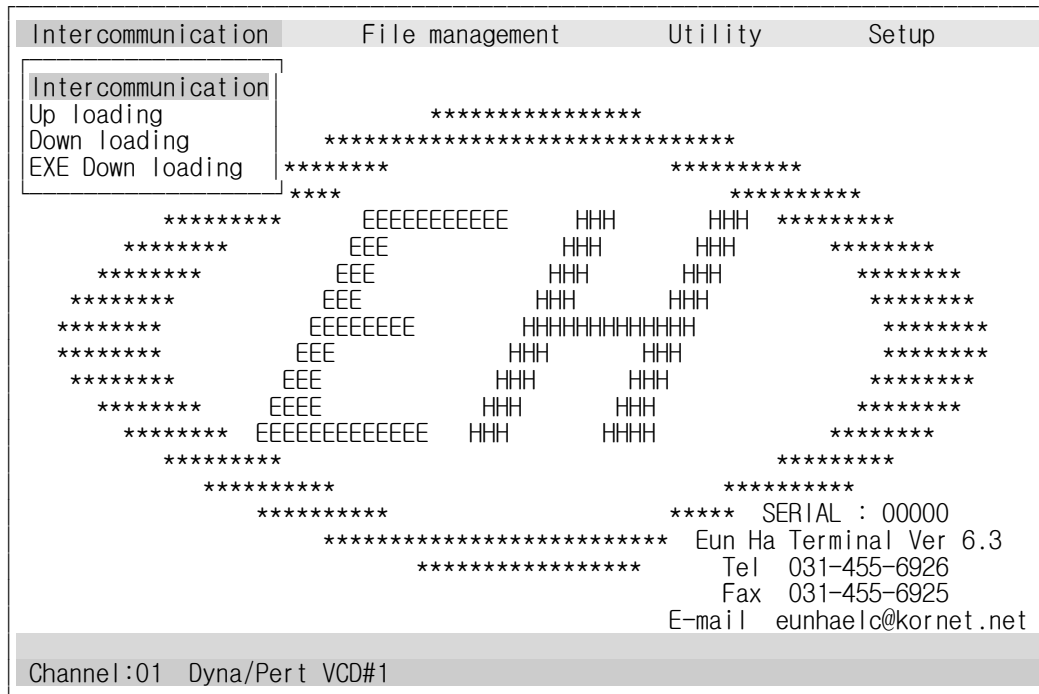 Intercommunication File management Utility Setup
Intercommunication
Up loading
Down loading
EXE Down loading
****************
*******************************
******** **********
**** **********
********* EEEEEEEEEEE HHH HHH *********
******** EEE HHH HHH ********
******** EEE HHH HHH ********
******** EEE HHH HHH ********
******** EEEEEEEE HHHHHHHHHHHHH ********
******** EEE HHH HHH ********
******** EEE HHH HHH ********
******** EEEE HHH HHH ********
******** EEEEEEEEEEEEE HHH HHHH ********
********* *********
********** **********
********** ***** SERIAL : 00000
************************** Eun Ha Terminal Ver 6.3
***************** Tel 031-455-6926
Fax 031-455-6925
E-mail eunhaelc@kornet.net
Channel:01 Dyna/Pert VCD#1